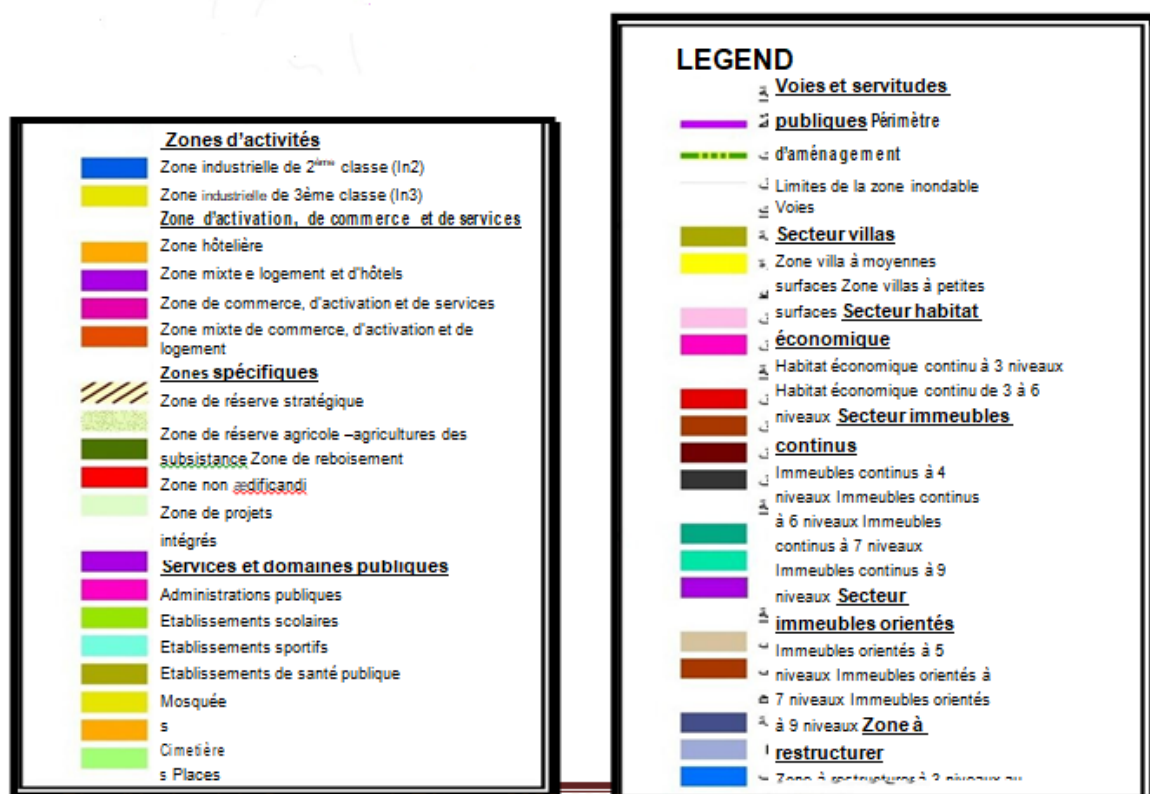 Zones d'activités
Zone industrielle de 2ème classe (In2)
Zone industrielle de 3ème classe (In3)
Zone d'activation, de commerce et de services
Zone hôtelière
Zone mixte e logement et d'hôtels
Zone de commerce, d'activation et de services
Zone mixte de commerce, d'activation et de
logement
Zones spécifiques
Zone de réserve stratégique
Zone de réserve agricole –agricultures des
subsistance Zone de reboisement
Zone non ædificandi
Zone de projets
intégrés
Services et domaines publiques
Administrations publiques
Etablissements scolaires
Etablissements sportifs
Etablissements de santé publique
Mosquée
s
Cimetière
s Places
LEGEND
Voies et servitudes
publiques Périmètre
d'aménagement
Limites de la zone inondable
Voies
Secteur villas
Zone villa à moyennes
surfaces Zone villas à petites
surfaces Secteur habitat
économique
Habitat économique continu à 3 niveaux
Habitat économique continu de 3 à 6
niveaux Secteur immeubles
continus
Immeubles continus à 4
niveaux Immeubles continus
à 6 niveaux Immeubles
continus à 7 niveaux
Immeubles continus à 9
niveaux Secteur
immeubles orientés
Immeubles orientés à 5
niveaux Immeubles orientés à
7 niveaux Immeubles orientés
à 9 niveaux Zone à
restructurer
Zone à restructurer à 3 niveaux au